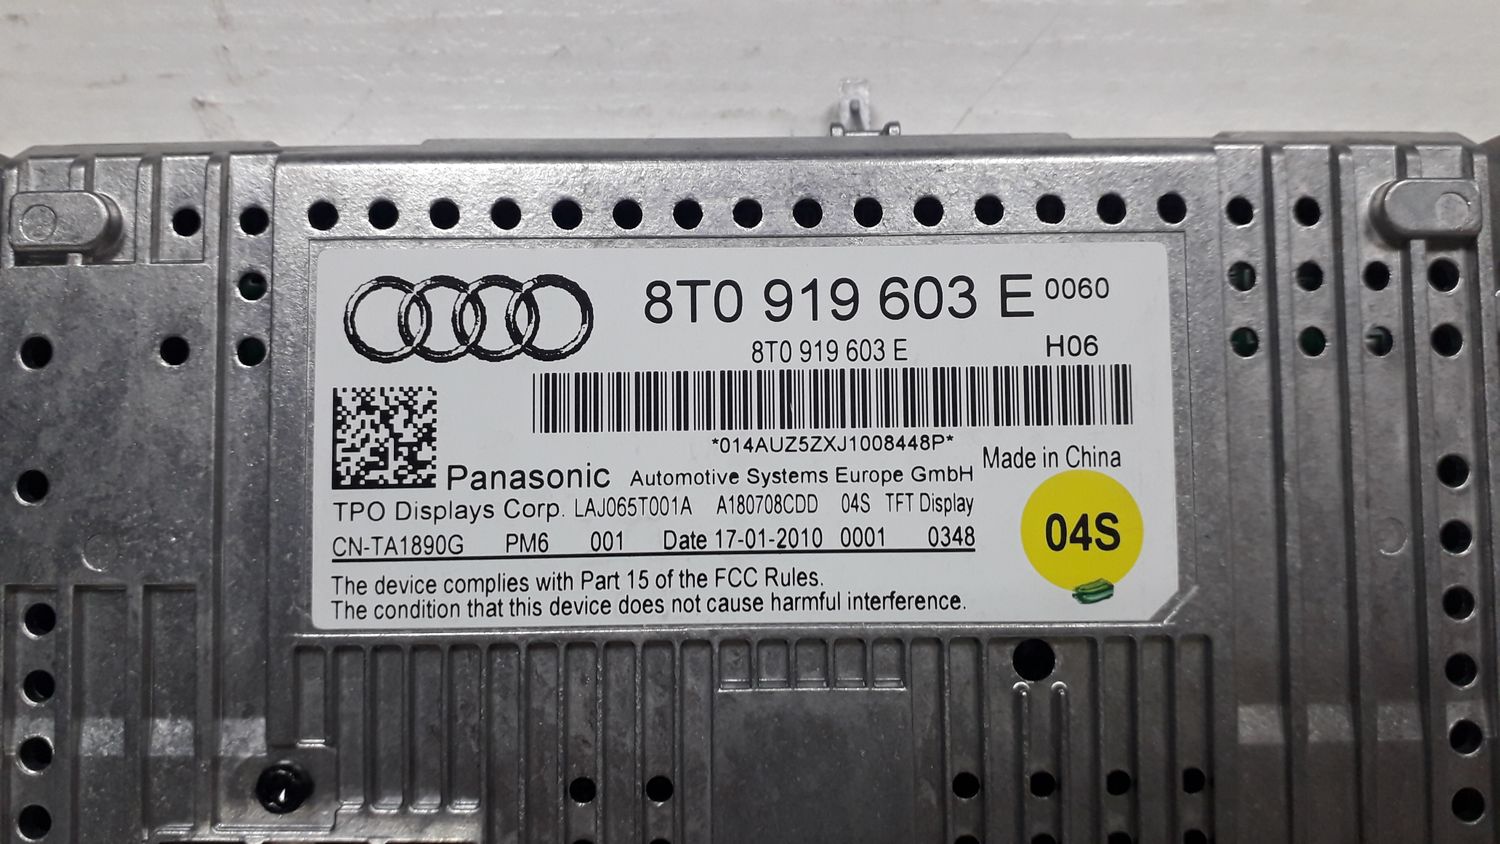 8T0 919 603 E 0060
8T0 919 603 E H06
*014AUZ5ZXJ1008448P*
Panasonic Automotive Systems Europe GmbH Made in China
TPO Displays Corp. LAJ065T001A A180708CDD 04S TFT Display
CN-TA1890G PM6 001 Date 17-01-2010 0001 0348
04S
The device complies with Part 15 of the FCC Rules.
The condition that this device does not cause harmful interference.